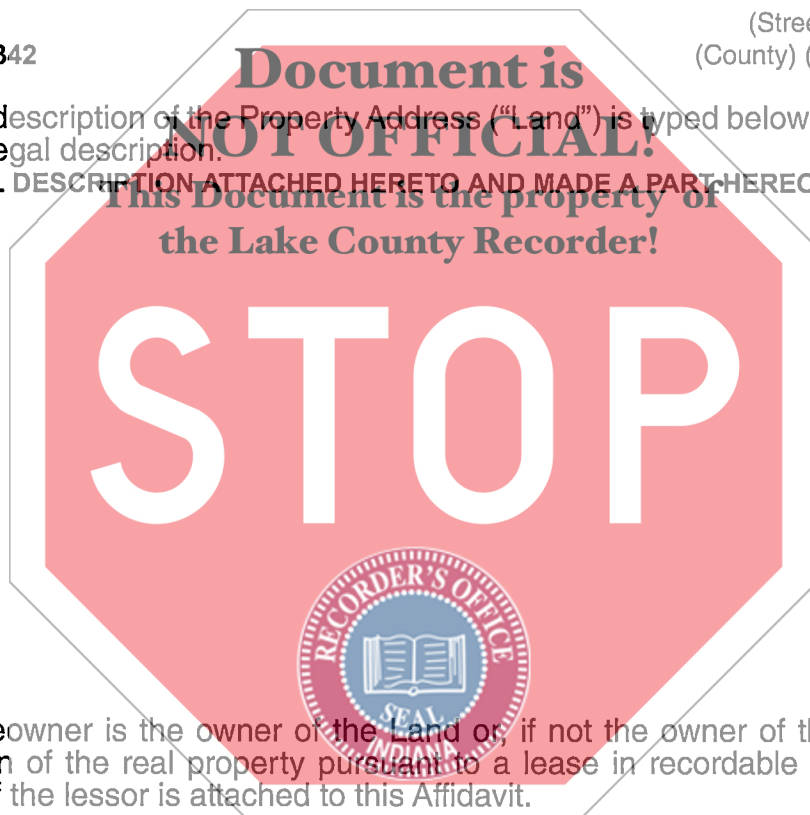 (Stree
342
(County) (
Document is
description of the Property Address (“Land”) is typed below
NOT OFFICIAL!
egal description.
DESCRIPTION ATTACHED HERETO AND MADE A PART HEREO
This Document is the property of
the Lake County Recorder!
STOP
RECORDER'S OFFICE
SEAL
INDIANA
eowner is the owner of the Land or, if not the owner of th
n of the real property pursuant to a lease in recordable
the lessor is attached to this Affidavit.